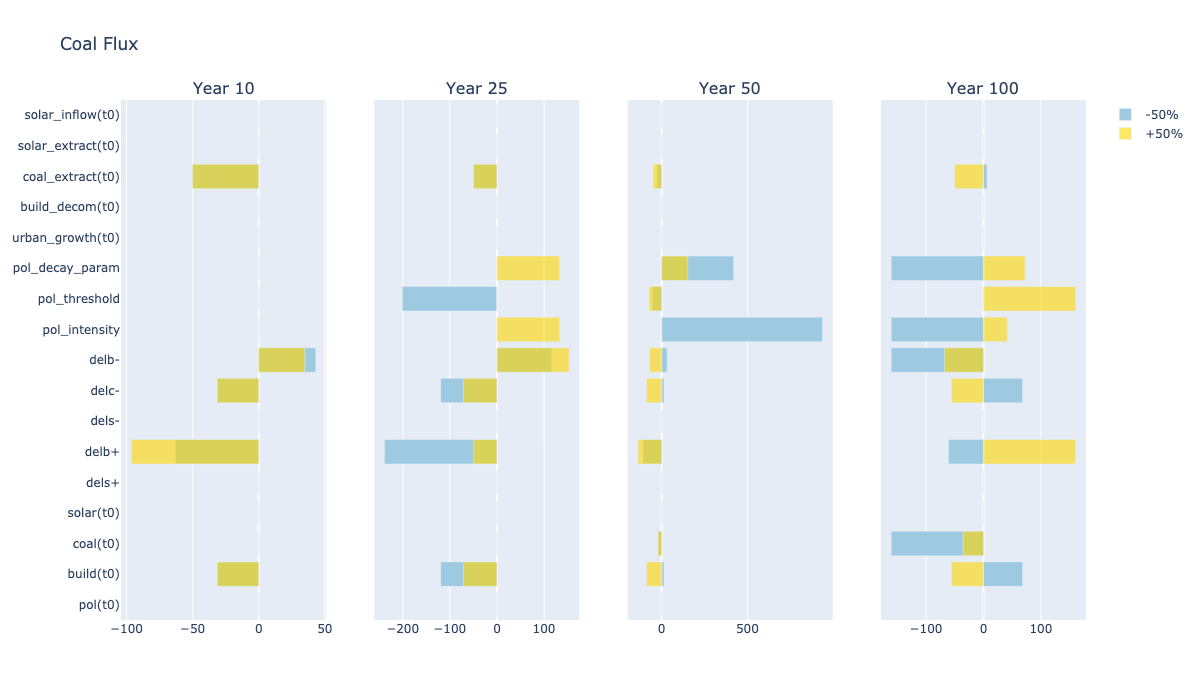 Coal Flux
Year 10
Year 25
Year 50
Year 100
-50%
+50%
solar_inflow(t0)
solar_extract(t0)
coal_extract(t0)
build_decom(t0)
urban_growth(t0)
pol_decay_param
pol_threshold
pol_intensity
delb-
delc-
dels-
delb+
dels+
solar(t0)
coal(t0)
build(t0)
pol(t0)
−100 −50 0 50
−200 −100 0 100
0 500
−100 0 100